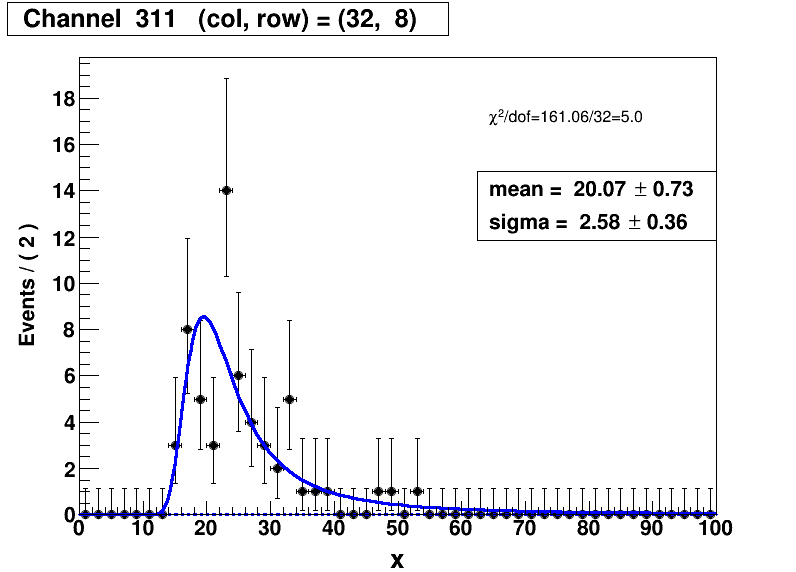 Channel 311 (col, row) = (32, 8)
χ²/dof=161.06/32=5.0
mean = 20.07 ± 0.73
sigma = 2.58 ± 0.36
Events / ( 2 )
18
16
14
12
10
8
6
4
2
0
0 10 20 30 40 50 60 70 80 90 100
x